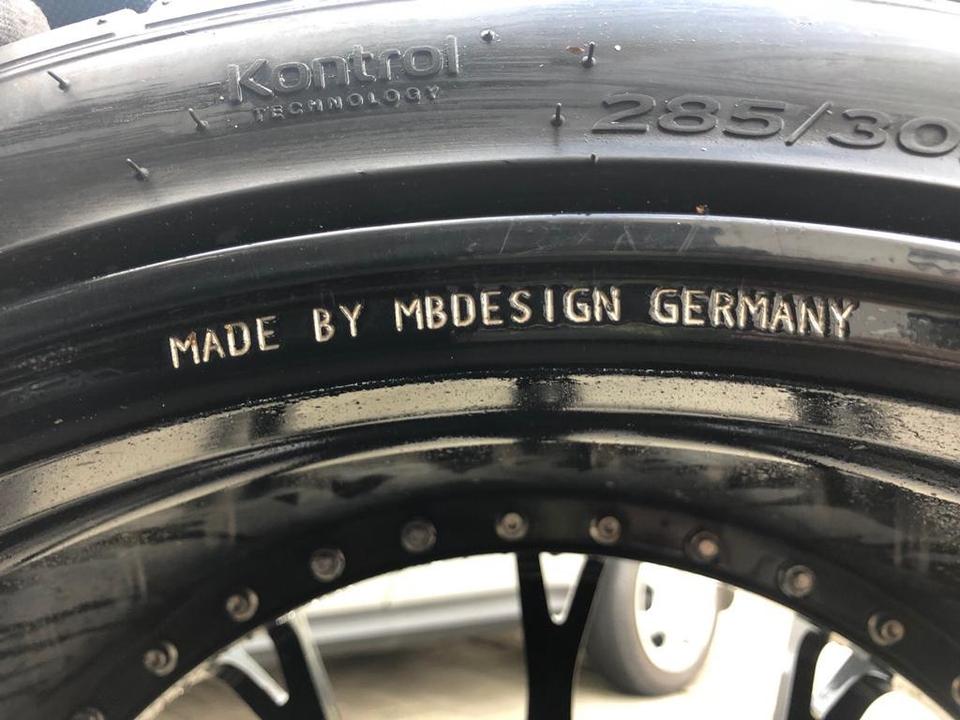 Kontrol
TECHNOLOGY
285/30
MADE BY MBDESIGN GERMANY